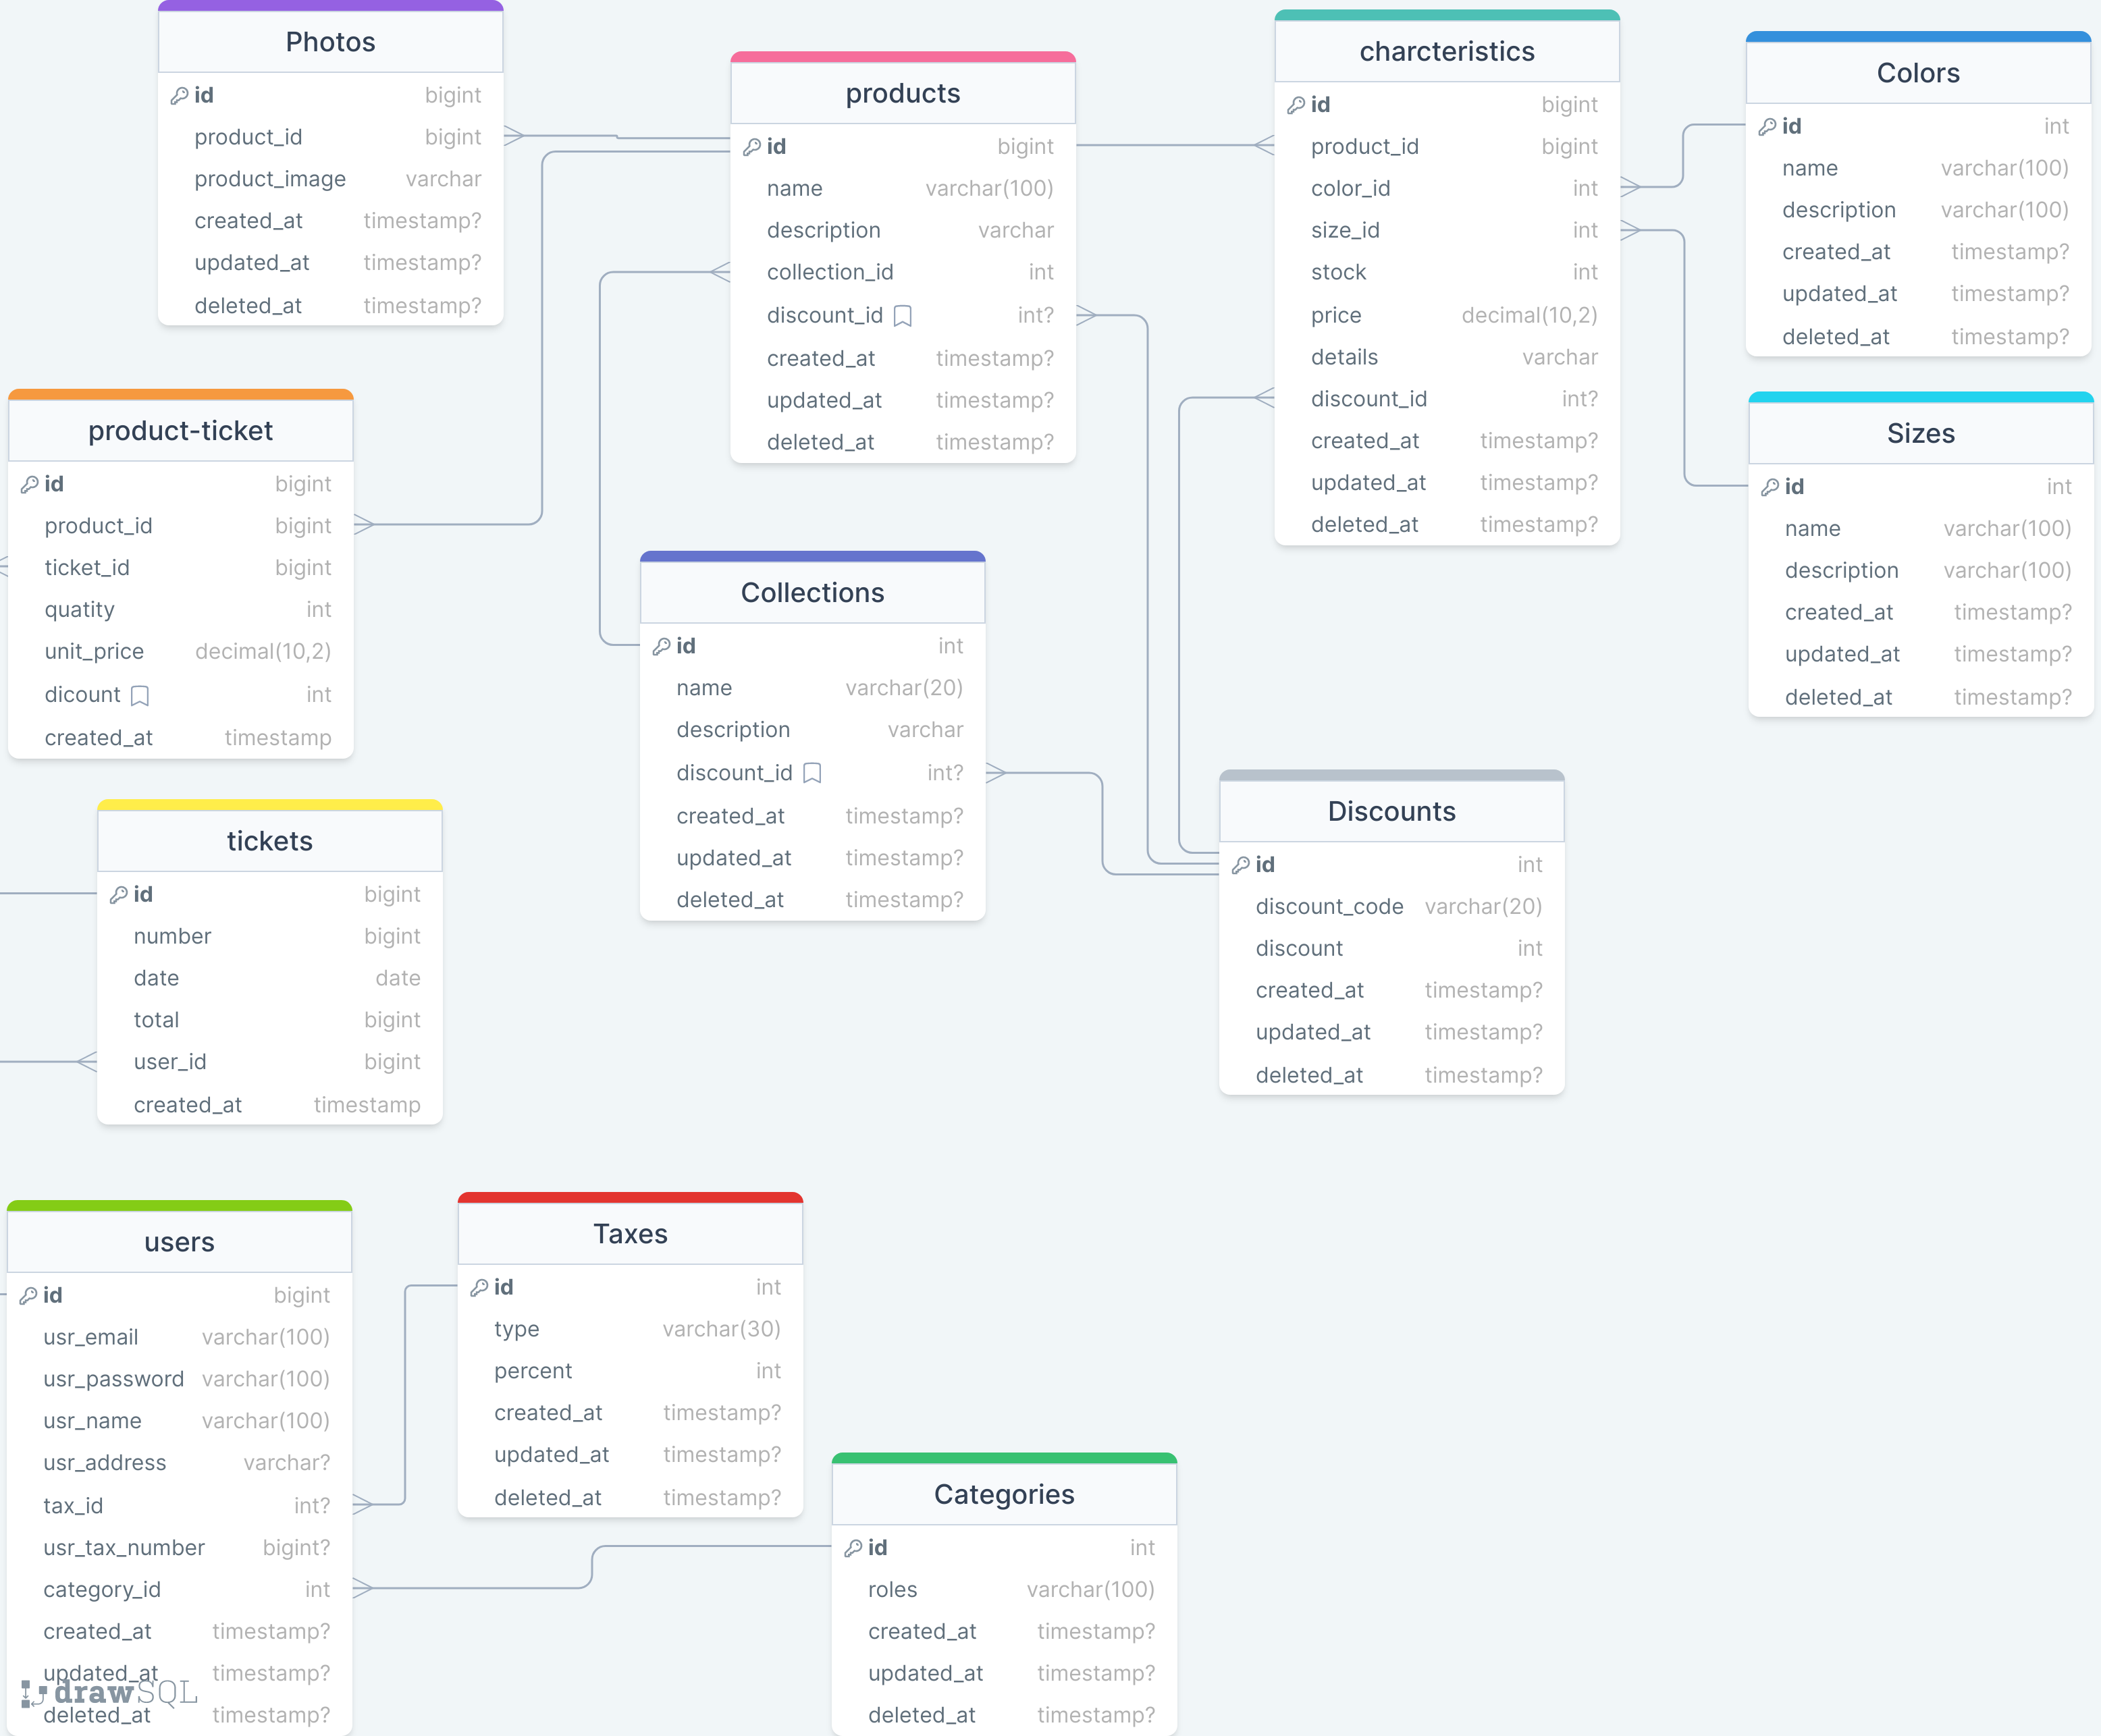 Photos
id bigint
product_id bigint
product_image varchar
created_at timestamp?
updated_at timestamp?
deleted_at timestamp?
products
id bigint
name varchar(100)
description varchar
collection_id int
discount_id int?
created_at timestamp?
updated_at timestamp?
deleted_at timestamp?
charcteristics
id bigint
product_id bigint
color_id int
size_id int
stock int
price decimal(10,2)
details varchar
discount_id int?
created_at timestamp?
updated_at timestamp?
deleted_at timestamp?
Colors
id int
name varchar(100)
description varchar(100)
created_at timestamp?
updated_at timestamp?
deleted_at timestamp?
product-ticket
id bigint
product_id bigint
ticket_id bigint
quatity int
unit_price decimal(10,2)
dicount int
created_at timestamp
Collections
id int
name varchar(20)
description varchar
discount_id int?
created_at timestamp?
updated_at timestamp?
deleted_at timestamp?
Sizes
id int
name varchar(100)
description varchar(100)
created_at timestamp?
updated_at timestamp?
deleted_at timestamp?
tickets
id bigint
number bigint
date date
total bigint
user_id bigint
created_at timestamp
Discounts
id int
discount_code varchar(20)
discount int
created_at timestamp?
updated_at timestamp?
deleted_at timestamp?
users
id bigint
usr_email varchar(100)
usr_password varchar(100)
usr_name varchar(100)
usr_address varchar?
tax_id int?
usr_tax_number bigint?
category_id int
created_at timestamp?
updated_at timestamp?
deleted_at timestamp?
Taxes
id int
type varchar(30)
percent int
created_at timestamp?
updated_at timestamp?
deleted_at timestamp?
Categories
id int
roles varchar(100)
created_at timestamp?
updated_at timestamp?
deleted_at timestamp?
drawSQL